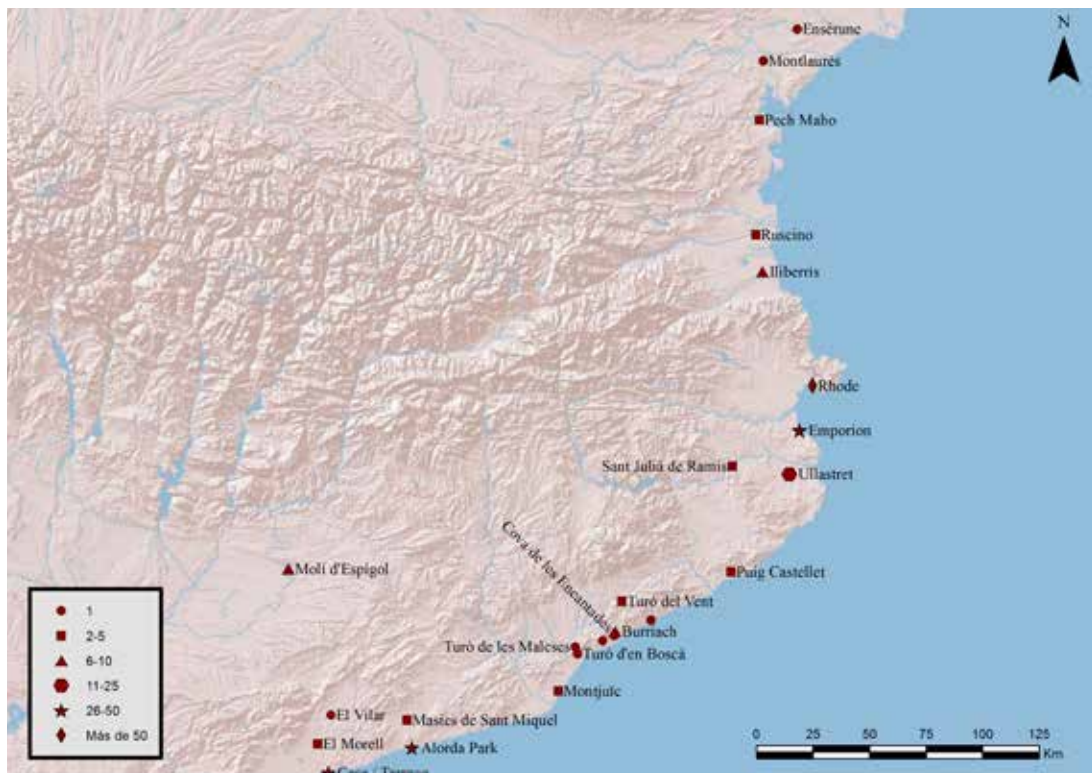 N
Ensérune
Montlaurès
Pech Maho
Ruscino
Iliberris
Rhode
Emporion
Sant Julià de Ramis
Ullastret
Cova de les Encantades
Molí d'Espígol
Puig Castellet
Turó del Vent
Burriach
Turó de les Maleses
Turó d'en Boscà
Montjuïc
El Vilar
Masies de Sant Miquel
El Morell
Alorda Park
1
2-5
6-10
11-25
26-50
Más de 50
0 25 50 75 100 125
Km